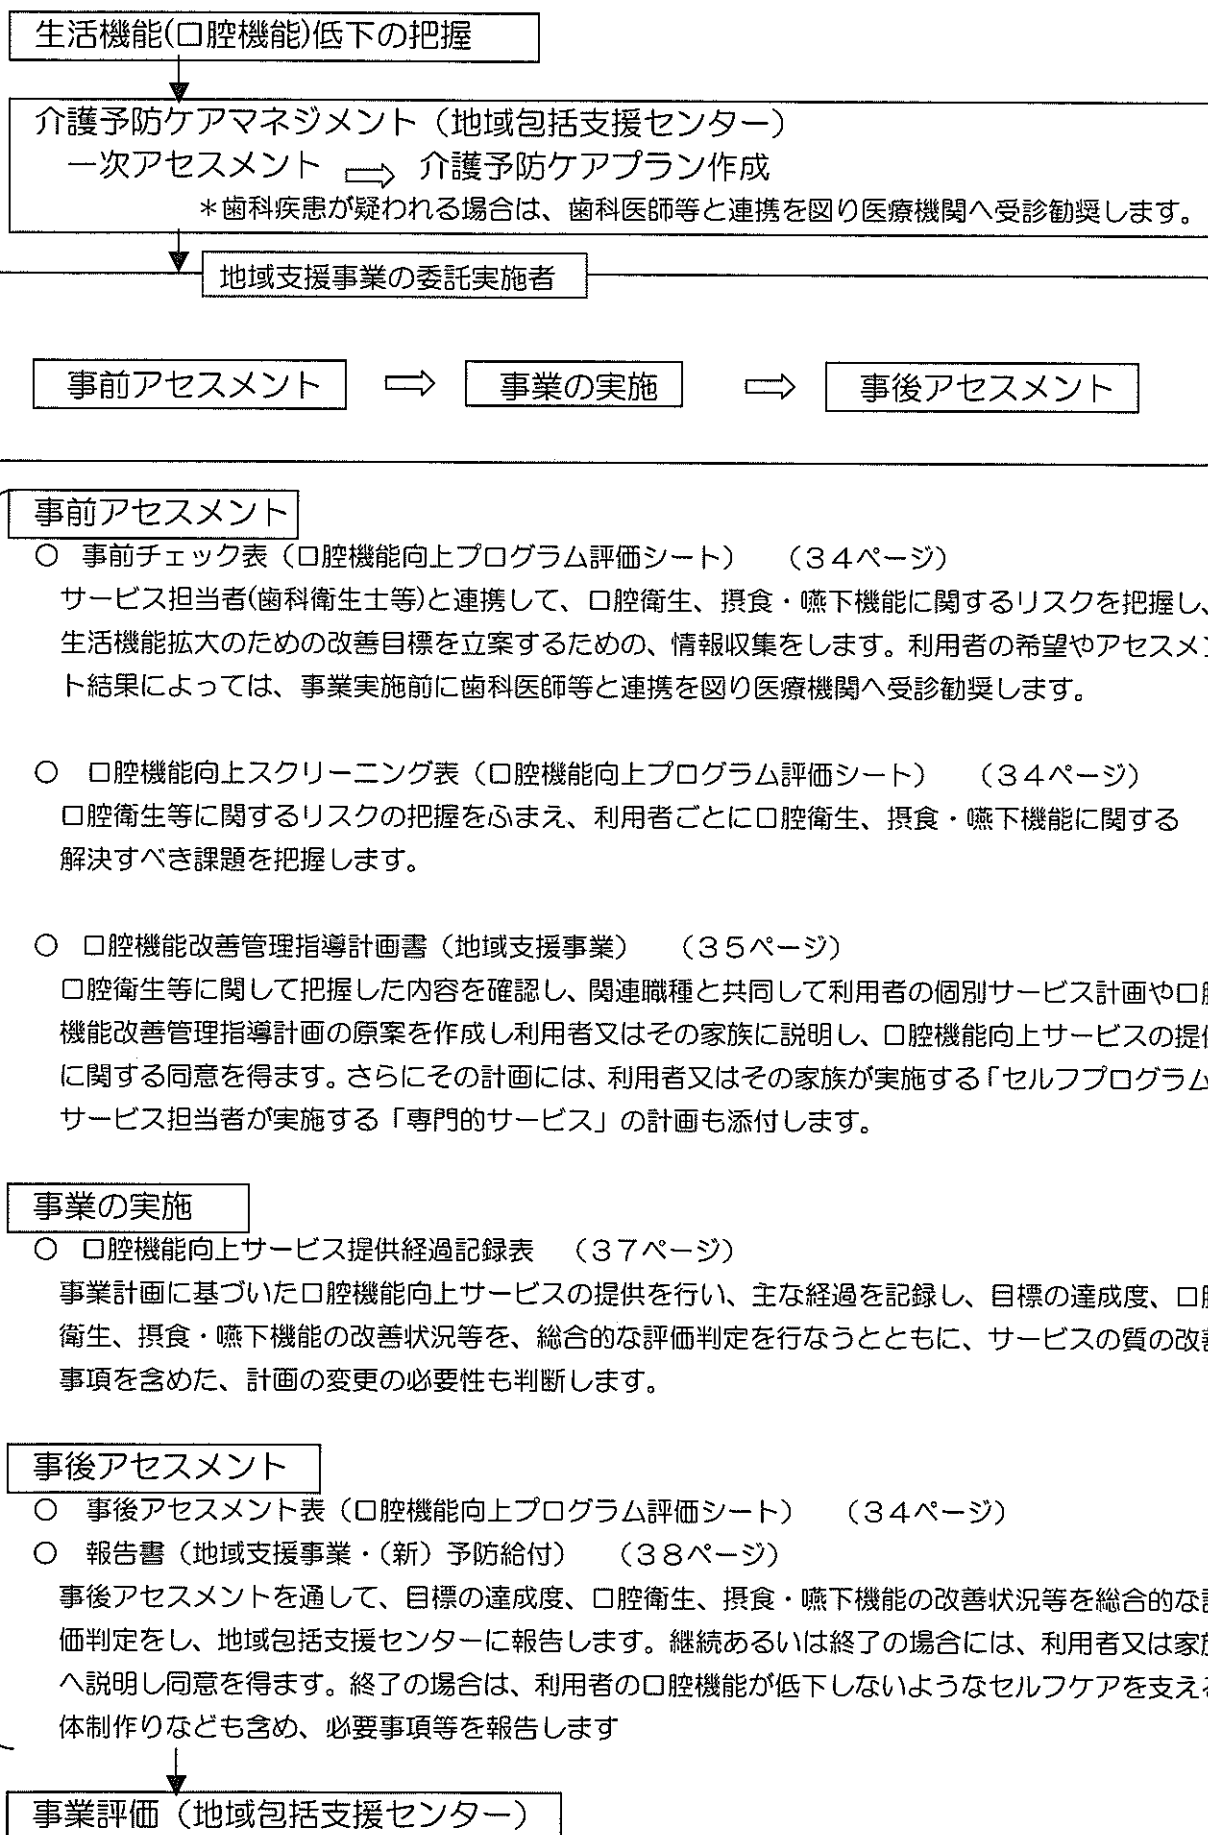 生活機能(口腔機能)低下の把握
介護予防ケアマネジメント（地域包括支援センター）
一次アセスメント ⇨ 介護予防ケアプラン作成
＊歯科疾患が疑われる場合は、歯科医師等と連携を図り医療機関へ受診勧奨します。
地域支援事業の委託実施者
事前アセスメント ⇨ 事業の実施 ⇨ 事後アセスメント
事前アセスメント
○ 事前チェック表（口腔機能向上プログラム評価シート） （３４ページ）
サービス担当者(歯科衛生士等)と連携して、口腔衛生、摂食・嚥下機能に関するリスクを把握し、
生活機能拡大のための改善目標を立案するための、情報収集をします。利用者の希望やアセスメン
ト結果によっては、事業実施前に歯科医師等と連携を図り医療機関へ受診勧奨します。
○ 口腔機能向上スクリーニング表（口腔機能向上プログラム評価シート） （３４ページ）
口腔衛生等に関するリスクの把握をふまえ、利用者ごとに口腔衛生、摂食・嚥下機能に関する
解決すべき課題を把握します。
○ 口腔機能改善管理指導計画書（地域支援事業） （３５ページ）
口腔衛生等に関して把握した内容を確認し、関連職種と共同して利用者の個別サービス計画や口腔
機能改善管理指導計画の原案を作成し利用者又はその家族に説明し、口腔機能向上サービスの提供
に関する同意を得ます。さらにその計画には、利用者又はその家族が実施する「セルフプログラム
サービス担当者が実施する「専門的サービス」の計画も添付します。
事業の実施
○ 口腔機能向上サービス提供経過記録表 （３７ページ）
事業計画に基づいた口腔機能向上サービスの提供を行い、主な経過を記録し、目標の達成度、口腔
衛生、摂食・嚥下機能の改善状況等を、総合的な評価判定を行なうとともに、サービスの質の改善
事項を含めた、計画の変更の必要性も判断します。
事後アセスメント
○ 事後アセスメント表（口腔機能向上プログラム評価シート） （３４ページ）
○ 報告書（地域支援事業・（新）予防給付） （３８ページ）
事後アセスメントを通して、目標の達成度、口腔衛生、摂食・嚥下機能の改善状況等を総合的な評
価判定をし、地域包括支援センターに報告します。継続あるいは終了の場合には、利用者又は家族
へ説明し同意を得ます。終了の場合は、利用者の口腔機能が低下しないようなセルフケアを支える
体制作りなども含め、必要事項等を報告します
事業評価（地域包括支援センター）